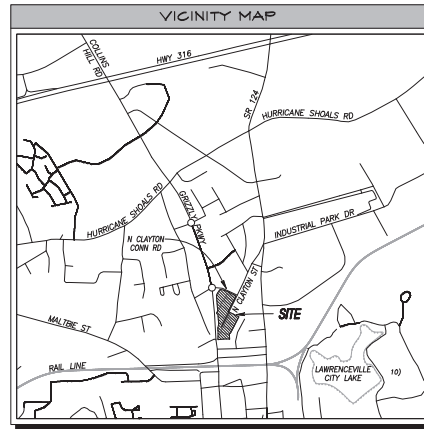 VICINITY MAP
COLLINS
HILL RD
HWY 316
SR 124
HURRICANE SHOALS RD
HURRICANE SHOALS RD
GRIZZLY PKWY
N CLAYTON
CONN RD
INDUSTRIAL PARK DR
N CLAYTON ST
SITE
MALTBIE ST
RAIL LINE
LAWRENCEVILLE
CITY LAKE
10)